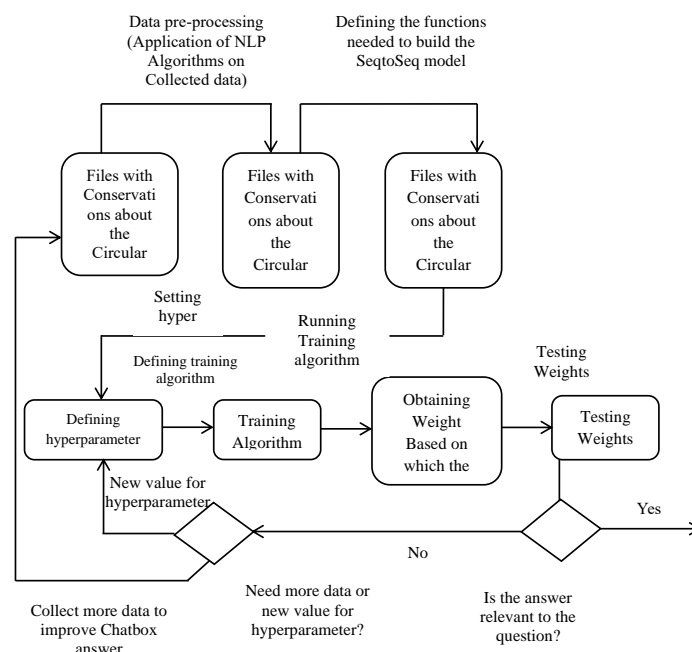 Data pre-processing
(Application of NLP
Algorithms on
Collected data)
Defining the functions
needed to build the
SeqtoSeq model
Files with
Conservati
ons about
the
Circular
Files with
Conservati
ons about
the
Circular
Files with
Conservati
ons about
the
Circular
Setting
hyper
Running
Training
algorithm
Defining training
algorithm
Testing
Weights
Defining
hyperparameter
Training
Algorithm
Obtaining
Weight
Based on
which the
Testing
Weights
New value for
hyperparameter
Yes
No
Collect more data to
improve Chatbox
answer
Need more data or
new value for
hyperparameter?
Is the answer
relevant to the
question?